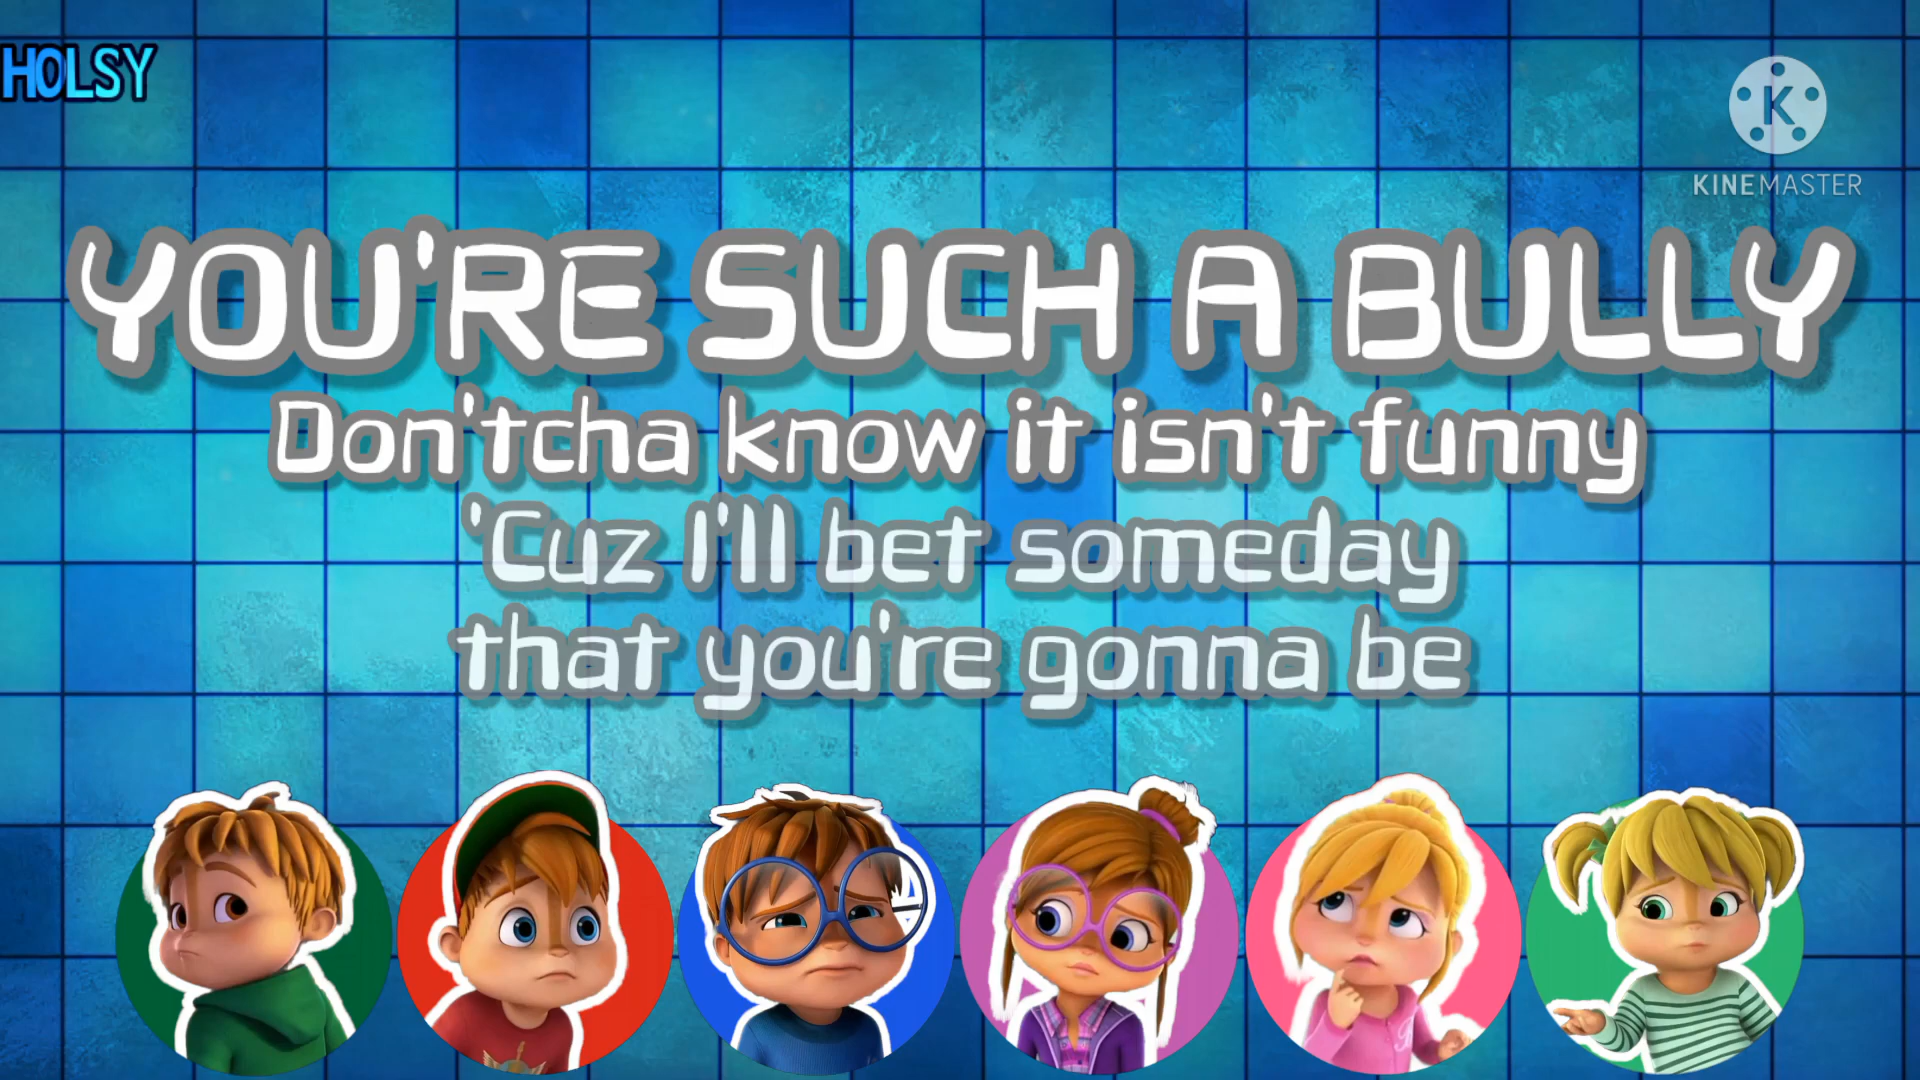 HOLSY
K
KINEMASTER
YOU'RE SUCH A BULLY
Don'tcha know it isn't funny
'Cuz I'll bet someday
that you're gonna be